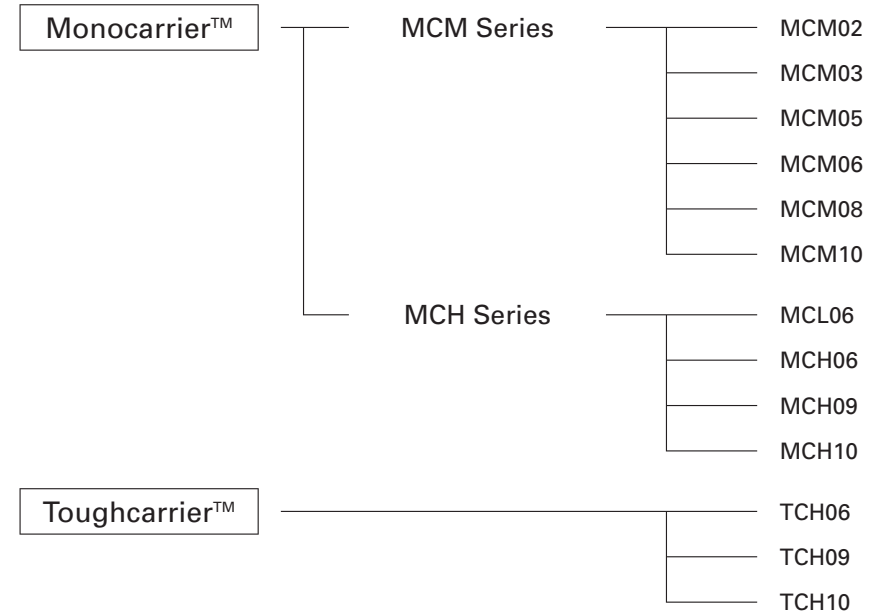 Monocarrier™ MCM Series MCM02
MCM03
MCM05
MCM06
MCM08
MCM10
MCH Series MCL06
MCH06
MCH09
MCH10
Toughcarrier™ TCH06
TCH09
TCH10